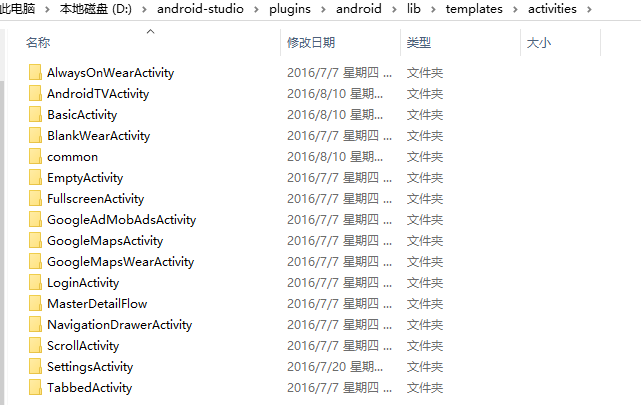 此电脑 > 本地磁盘 (D:) > android-studio > plugins > android > lib > templates > activities >
名称 修改日期 类型 大小
AlwaysOnWearActivity 2016/7/7 星期四 ... 文件夹
AndroidTVActivity 2016/8/10 星期... 文件夹
BasicActivity 2016/8/10 星期... 文件夹
BlankWearActivity 2016/7/7 星期四 ... 文件夹
common 2016/8/10 星期... 文件夹
EmptyActivity 2016/7/7 星期四 ... 文件夹
FullscreenActivity 2016/7/7 星期四 ... 文件夹
GoogleAdMobAdsActivity 2016/7/7 星期四 ... 文件夹
GoogleMapsActivity 2016/7/7 星期四 ... 文件夹
GoogleMapsWearActivity 2016/7/7 星期四 ... 文件夹
LoginActivity 2016/7/7 星期四 ... 文件夹
MasterDetailFlow 2016/7/7 星期四 ... 文件夹
NavigationDrawerActivity 2016/7/7 星期四 ... 文件夹
ScrollActivity 2016/7/7 星期四 ... 文件夹
SettingsActivity 2016/7/20 星期... 文件夹
TabbedActivity 2016/7/7 星期四 ... 文件夹